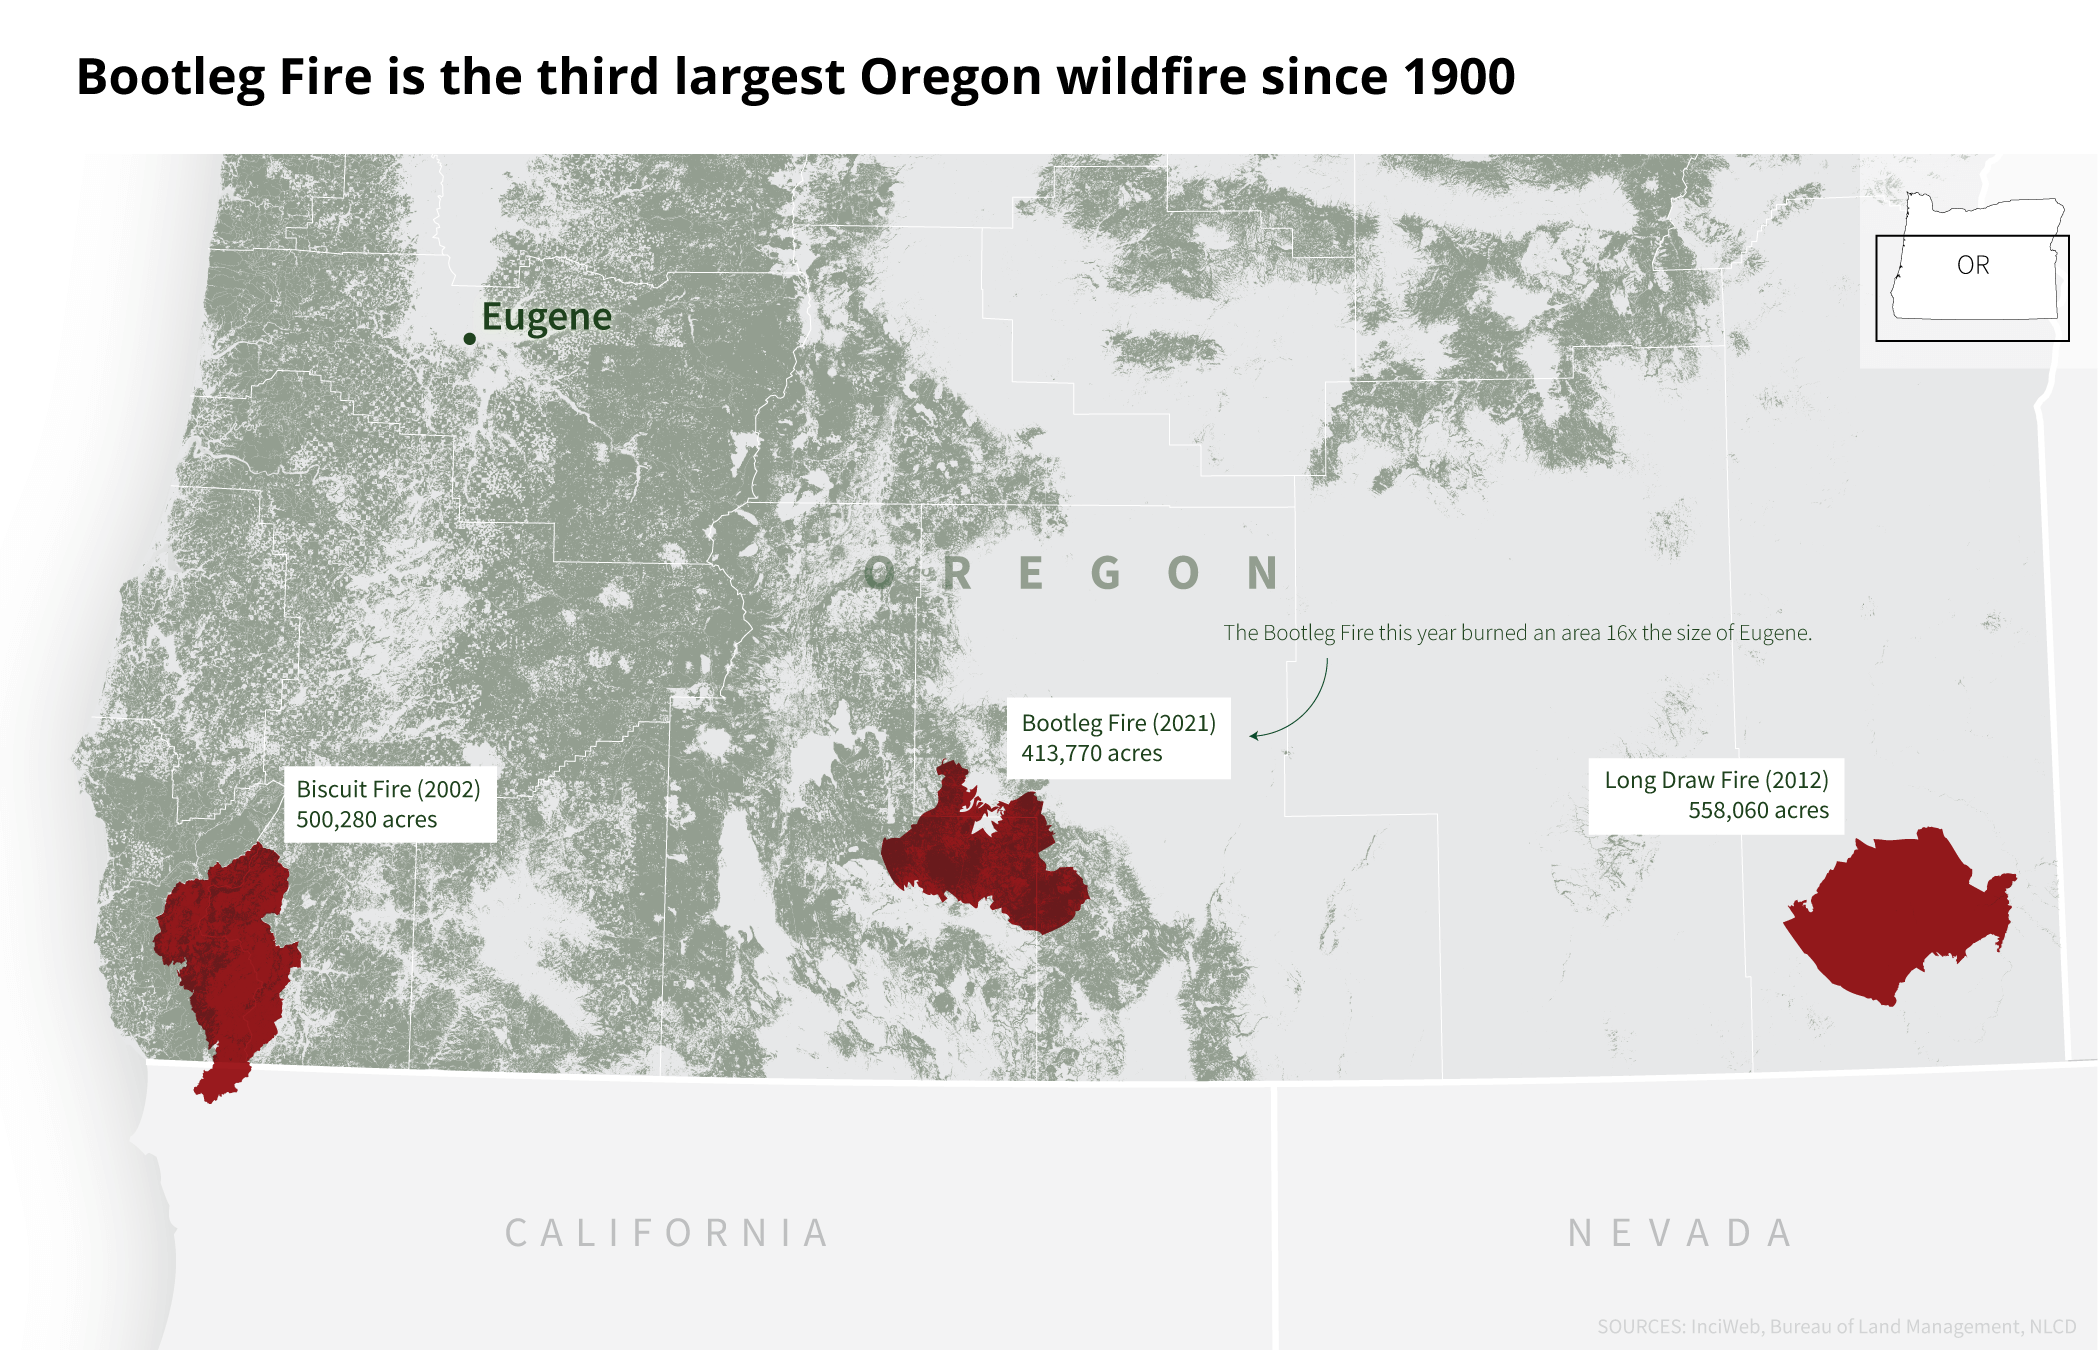 Bootleg Fire is the third largest Oregon wildfire since 1900
OR
Eugene
OREGON
The Bootleg Fire this year burned an area 16x the size of Eugene.
Bootleg Fire (2021)
413,770 acres
Long Draw Fire (2012)
558,060 acres
Biscuit Fire (2002)
500,280 acres
CALIFORNIA
NEVADA
SOURCES: InciWeb, Bureau of Land Management, NLCD